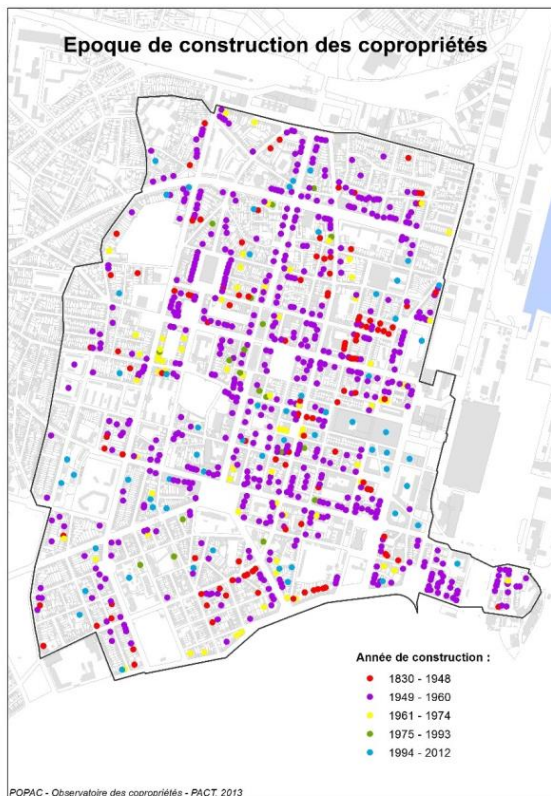 Epoque de construction des copropriétés
Année de construction :
1830 - 1948
1949 - 1960
1961 - 1974
1975 - 1993
1994 - 2012
POPAC - Observatoire des copropriétés - PACT, 2013